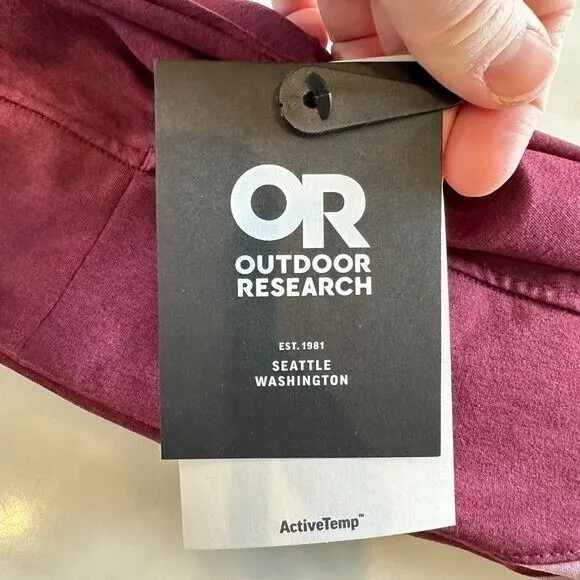 OR
OUTDOOR
RESEARCH
EST. 1981
SEATTLE
WASHINGTON
ActiveTemp™